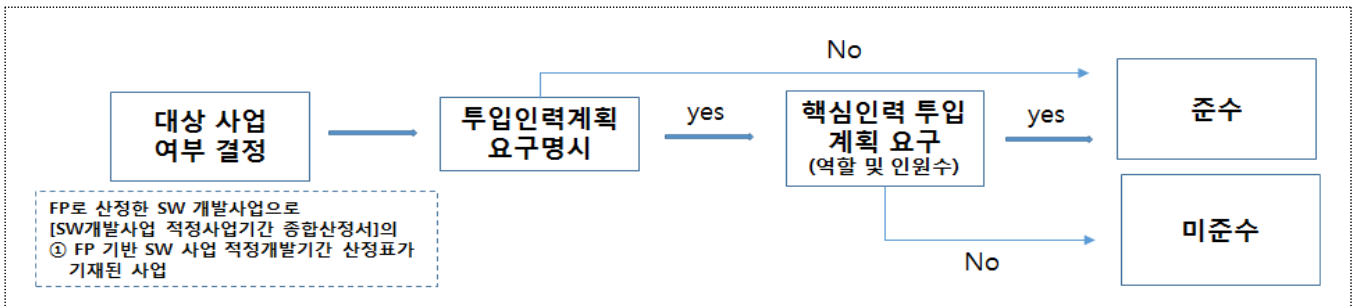 No
대상 사업
여부 결정
투입인력계획
요구명시
yes
핵심인력 투입
계획 요구
(역할 및 인원수)
yes
준수
FP로 산정한 SW 개발사업으로
[SW개발사업 적정사업기간 종합산정서]의
① FP 기반 SW 사업 적정개발기간 산정표가
기재된 사업
미준수
No